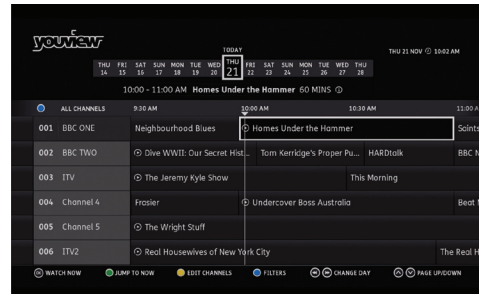 youview
TODAY
THU 21 NOV 10:02 AM
THU FRI SAT SUN MON TUE WED THU FRI SAT SUN MON TUE WED THU
14 15 16 17 18 19 20 21 22 23 24 25 26 27 28
10:00 - 11:00 AM Homes Under the Hammer 60 MINS
ALL CHANNELS 9:30 AM 10:00 AM 10:30 AM 11:00 A
001 BBC ONE Neighbourhood Blues Homes Under the Hammer Saints
002 BBC TWO Dive WWII: Our Secret Hist... Tom Kerridge's Proper Pu... HARDtalk BBC N
003 ITV The Jeremy Kyle Show This Morning
004 Channel 4 Frasier Undercover Boss Australia Beat
005 Channel 5 The Wright Stuff
006 ITV2 Real Housewives of New York City The Real H
OK WATCH NOW JUMP TO NOW EDIT CHANNELS FILTERS CHANGE DAY PAGE UP/DOWN